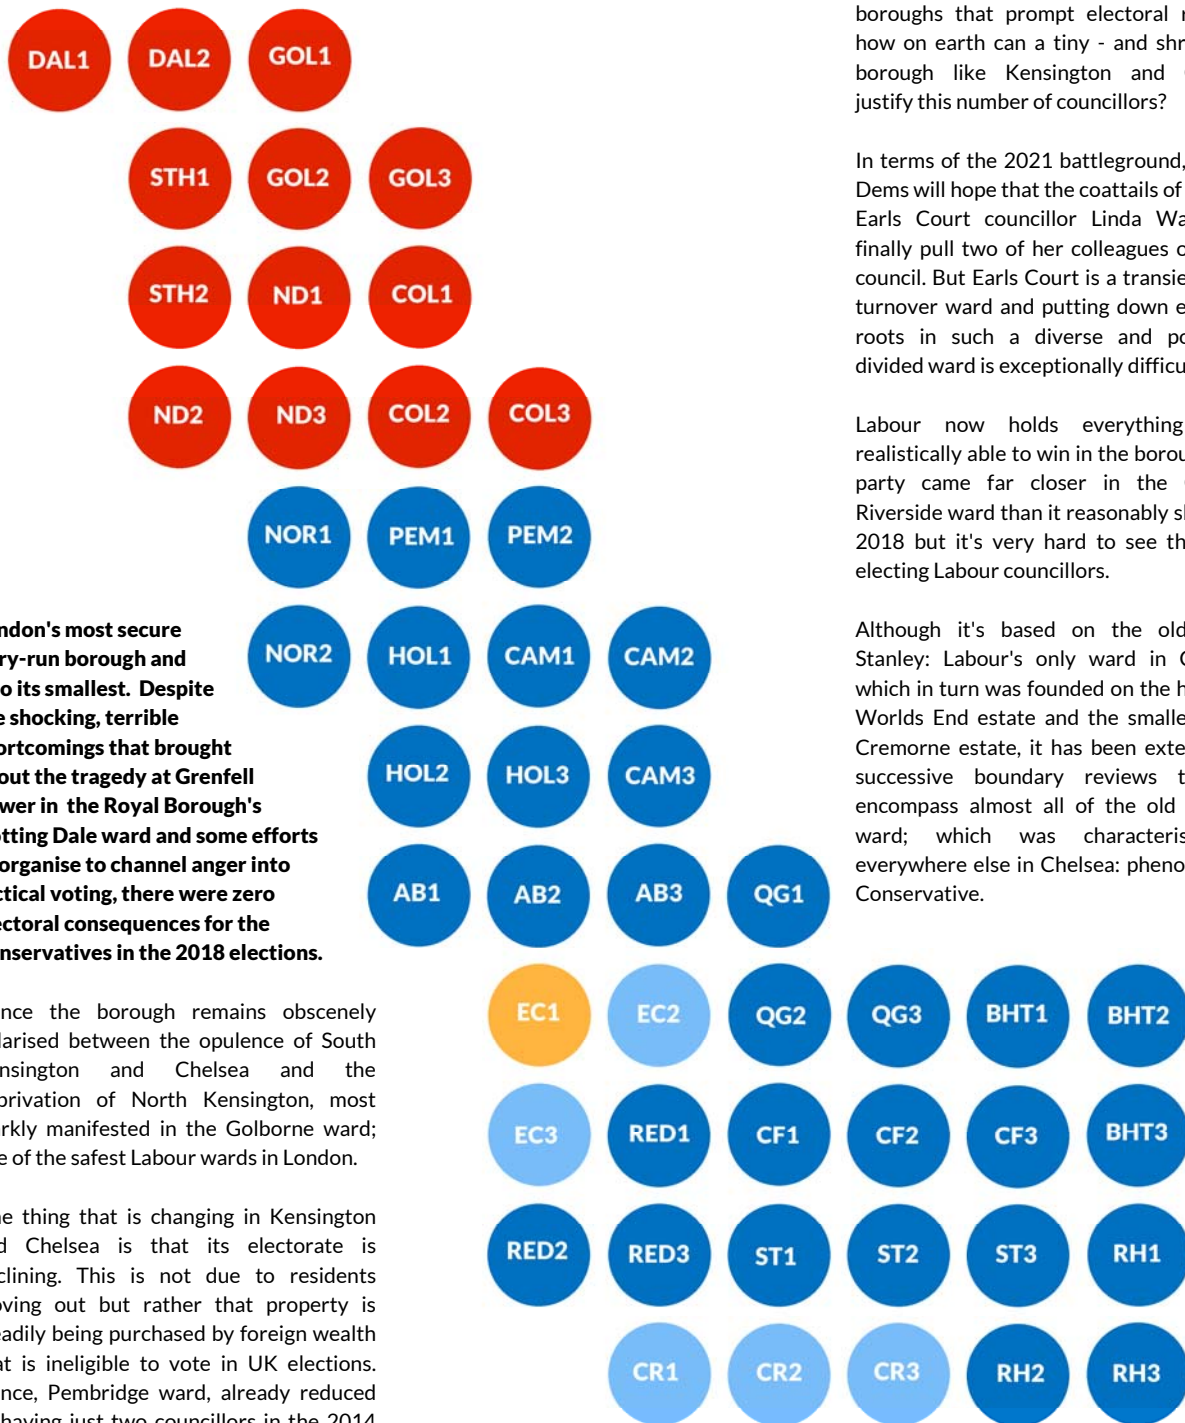 DAL1 DAL2 GOL1
STH1 GOL2 GOL3
STH2 ND1 COL1
ND2 ND3 COL2 COL3
NOR1 PEM1 PEM2
NOR2 HOL1 CAM1 CAM2
HOL2 HOL3 CAM3
AB1 AB2 AB3 QG1
EC1 EC2 QG2 QG3 BHT1 BHT2
EC3 RED1 CF1 CF2 CF3 BHT3
RED2 RED3 ST1 ST2 ST3 RH1
CR1 CR2 CR3 RH2 RH3
ndon's most secure
ry-run borough and
o its smallest. Despite
e shocking, terrible
ortcomings that brought
out the tragedy at Grenfell
wer in the Royal Borough's
otting Dale ward and some efforts
organise to channel anger into
ctical voting, there were zero
ectoral consequences for the
nservatives in the 2018 elections.
nce the borough remains obscenely
larised between the opulence of South
nsington and Chelsea and the
privation of North Kensington, most
arkly manifested in the Golborne ward;
e of the safest Labour wards in London.
ne thing that is changing in Kensington
d Chelsea is that its electorate is
clining. This is not due to residents
oving out but rather that property is
eadily being purchased by foreign wealth
at is ineligible to vote in UK elections.
nce, Pembridge ward, already reduced
having just two councillors in the 2014
boroughs that prompt electoral r
how on earth can a tiny - and shr
borough like Kensington and
justify this number of councillors?
In terms of the 2021 battleground,
Dems will hope that the coattails of
Earls Court councillor Linda Wa
finally pull two of her colleagues o
council. But Earls Court is a transie
turnover ward and putting down e
roots in such a diverse and po
divided ward is exceptionally difficu
Labour now holds everything
realistically able to win in the borou
party came far closer in the
Riverside ward than it reasonably sl
2018 but it's very hard to see th
electing Labour councillors.
Although it's based on the old
Stanley: Labour's only ward in C
which in turn was founded on the h
Worlds End estate and the smalle
Cremorne estate, it has been exte
successive boundary reviews t
encompass almost all of the old
ward; which was characteris
everywhere else in Chelsea: pheno
Conservative.